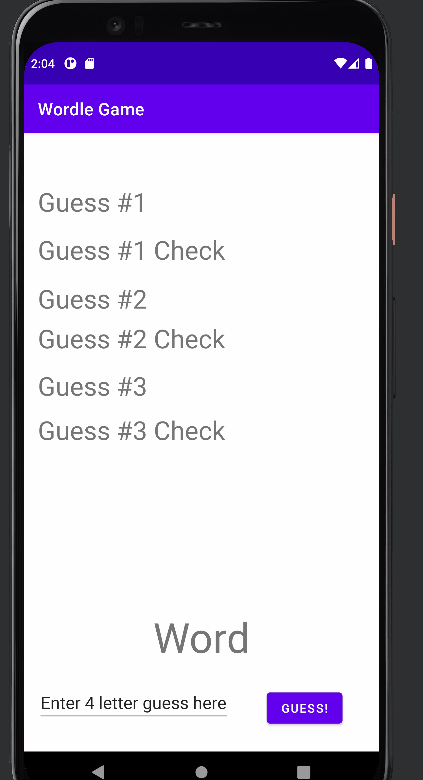 2:04
Wordle Game
Guess #1
Guess #1 Check
Guess #2
Guess #2 Check
Guess #3
Guess #3 Check
Word
Enter 4 letter guess here
GUESS!